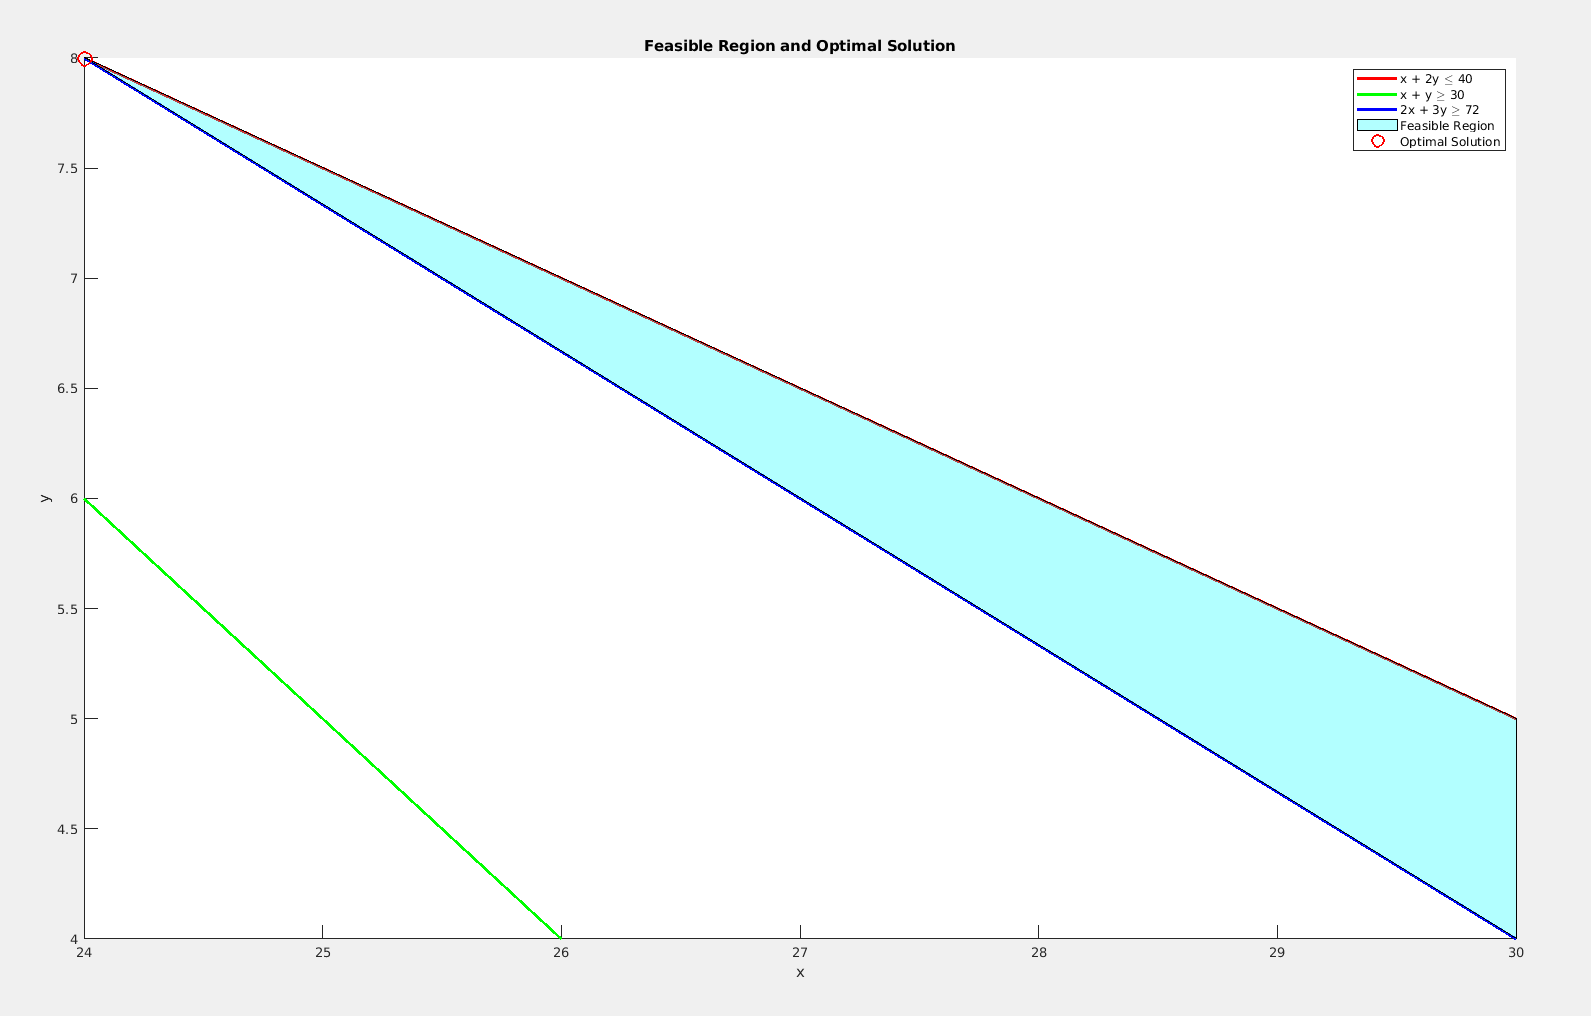 Feasible Region and Optimal Solution
x + 2y ≤ 40
x + y ≥ 30
2x + 3y ≥ 72
Feasible Region
Optimal Solution
8
7.5
7
6.5
6
5.5
5
4.5
4
y
24 25 26 27 28 29 30
x